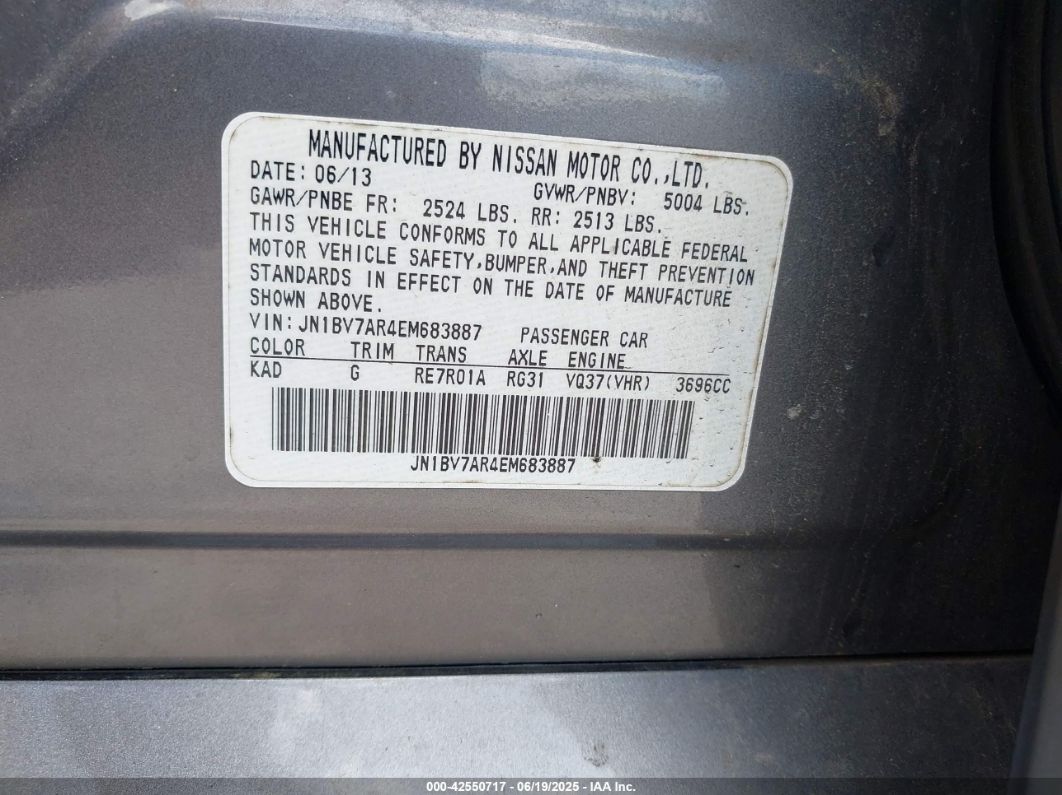 MANUFACTURED BY NISSAN MOTOR CO.,LTD.
DATE: 06/13 GVWR/PNBV: 5004 LBS.
GAWR/PNBE FR: 2524 LBS. RR: 2513 LBS.
THIS VEHICLE CONFORMS TO ALL APPLICABLE FEDERAL
MOTOR VEHICLE SAFETY,BUMPER,AND THEFT PREVENTION
STANDARDS IN EFFECT ON THE DATE OF MANUFACTURE
SHOWN ABOVE.
VIN: JN1BV7AR4EM683887 PASSENGER CAR
COLOR TRIM TRANS AXLE ENGINE
KAD G RE7R01A RG31 VQ37(VHR) 3696CC
JN1BV7AR4EM683887
000-42550717 - 06/19/2025 - IAA Inc.